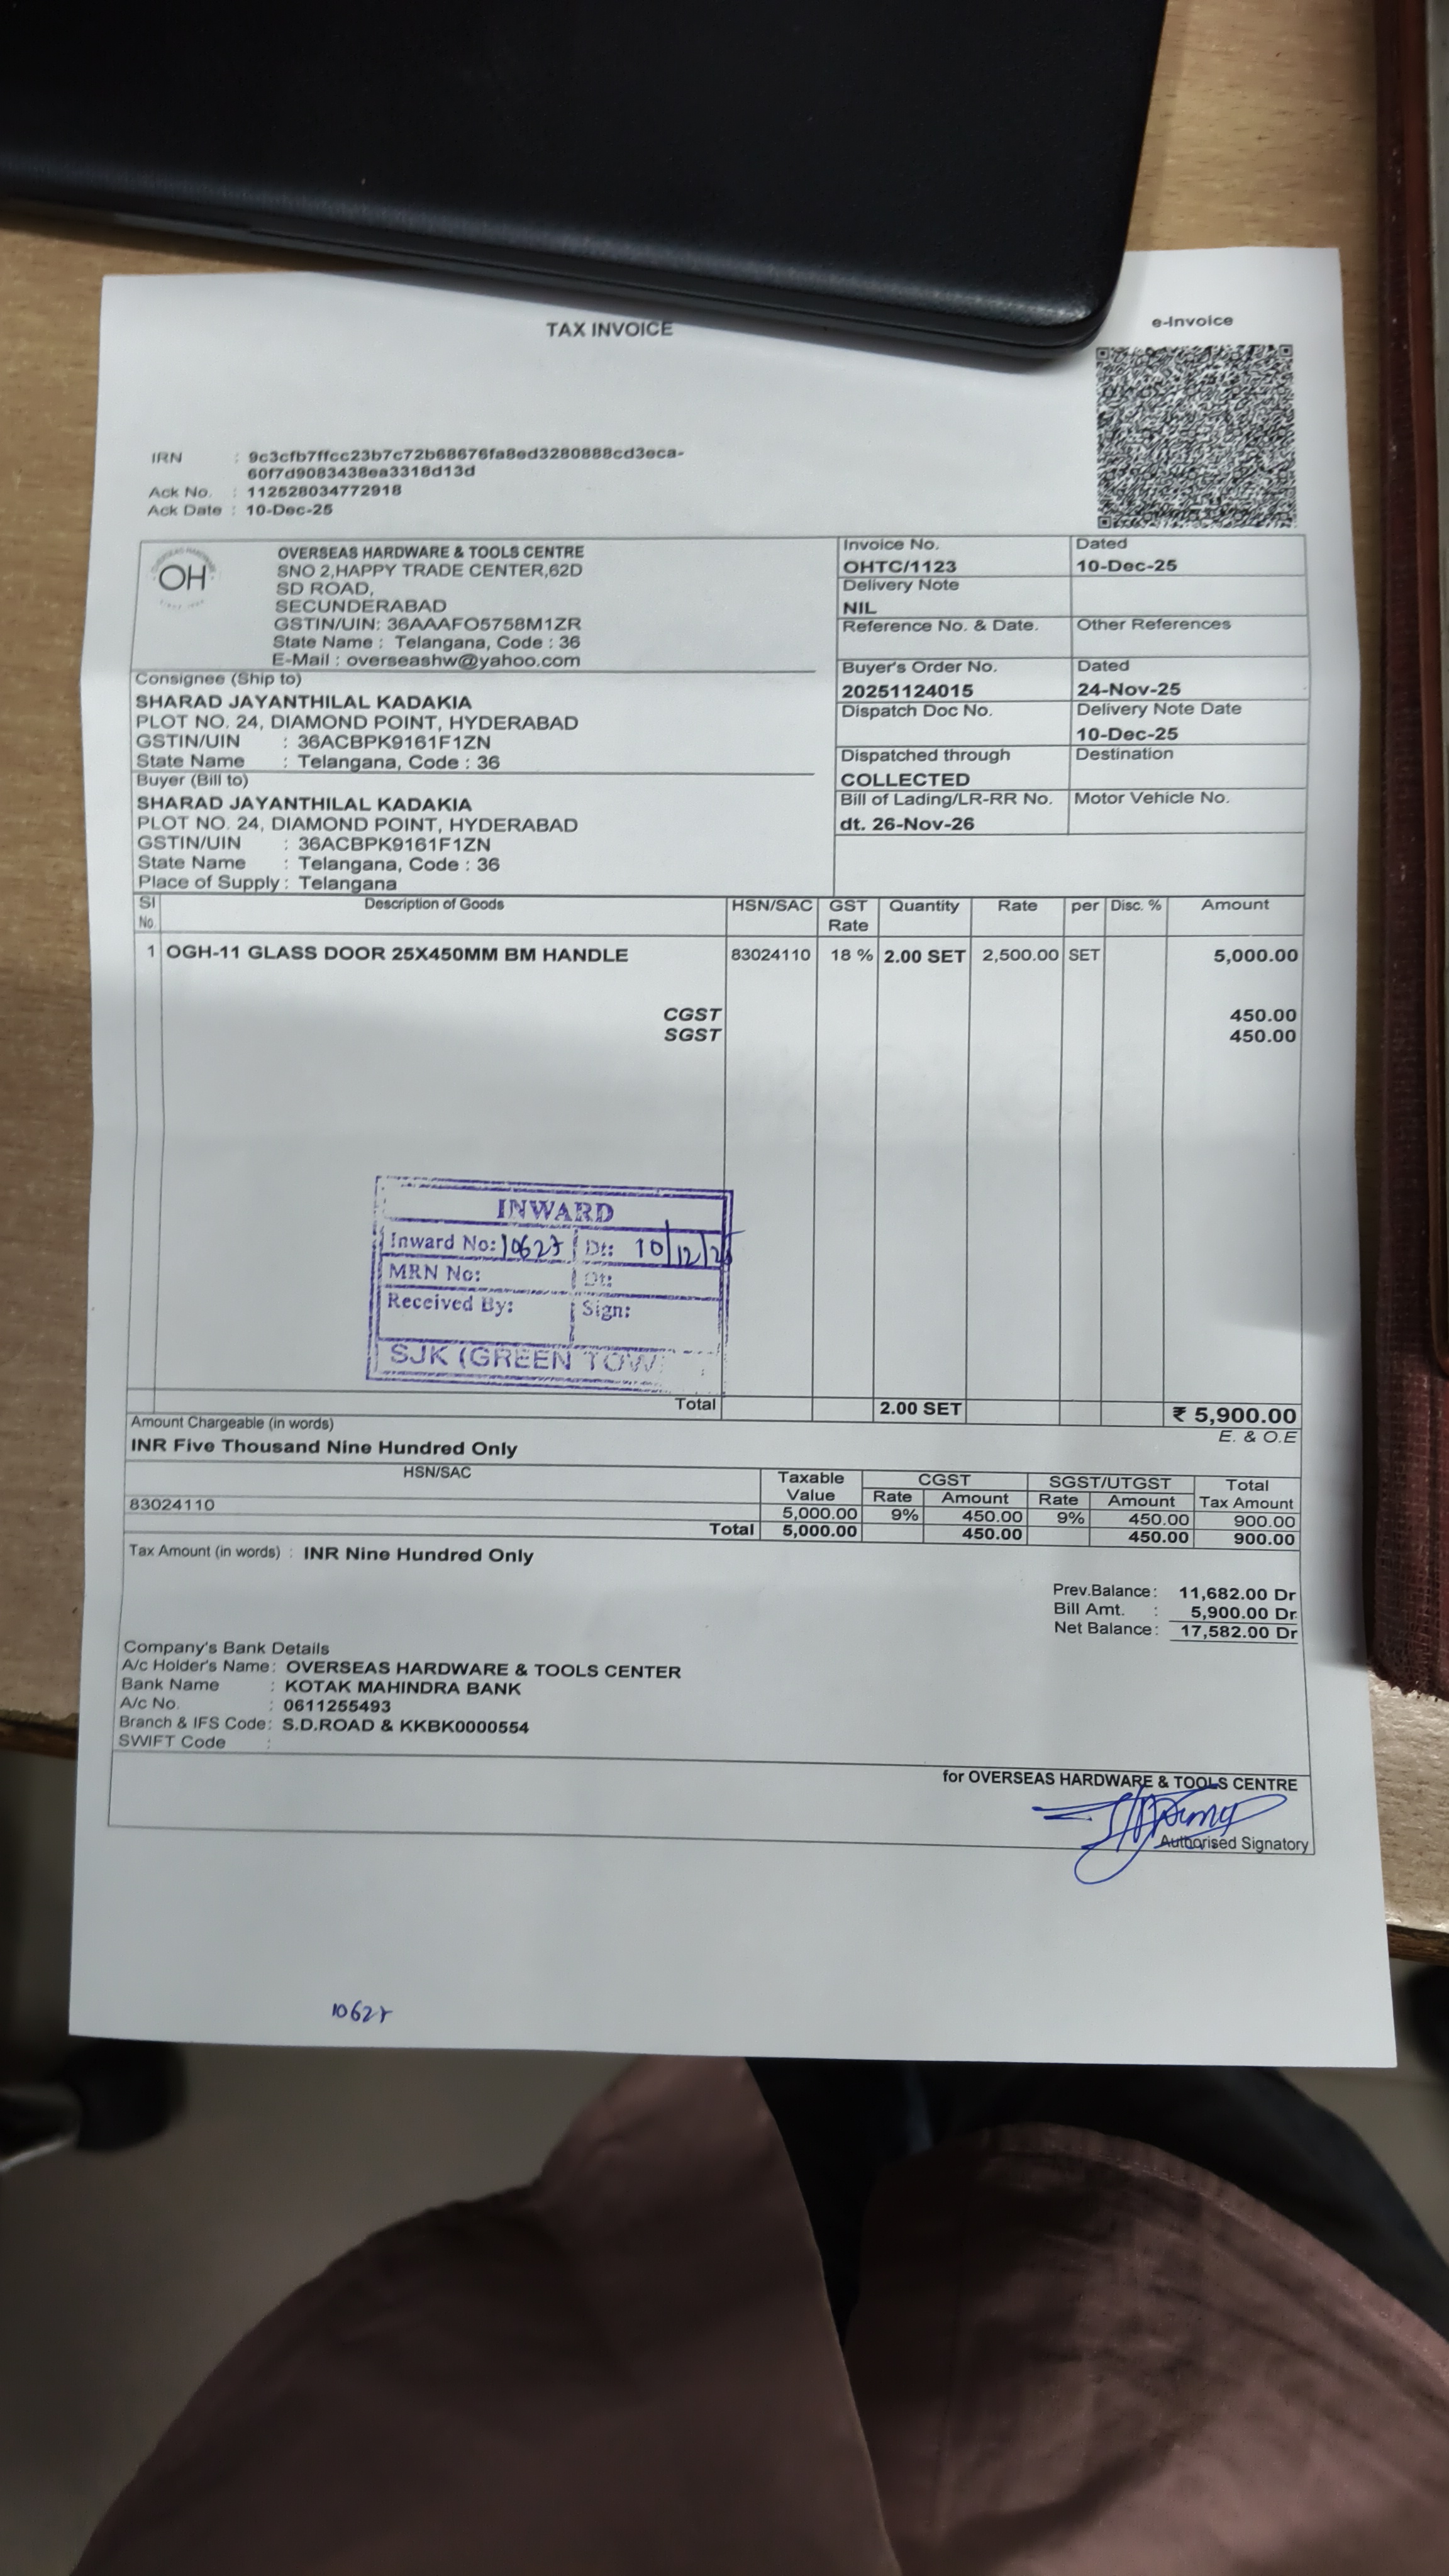 TAX INVOICE
e-Invoice
IRN : 9c3cfb7ffcc23b7c72b68676fa8ed3280888cd3eca-
60f7d9083438ea3318d13d
Ack No. : 112528034772918
Ack Date : 10-Dec-25
OH
OVERSEAS HARDWARE & TOOLS CENTRE
SNO 2,HAPPY TRADE CENTER,62D
SD ROAD,
SECUNDERABAD
GSTIN/UIN: 36AAAFO5758M1ZR
State Name : Telangana, Code : 36
E-Mail : overseashw@yahoo.com
Invoice No. Dated
OHTC/1123 10-Dec-25
Delivery Note
NIL
Reference No. & Date. Other References
Buyer's Order No. Dated
20251124015 24-Nov-25
Dispatch Doc No. Delivery Note Date
10-Dec-25
Dispatched through Destination
COLLECTED
Bill of Lading/LR-RR No. Motor Vehicle No.
dt. 26-Nov-26
Consignee (Ship to)
SHARAD JAYANTHILAL KADAKIA
PLOT NO. 24, DIAMOND POINT, HYDERABAD
GSTIN/UIN : 36ACBPK9161F1ZN
State Name : Telangana, Code : 36
Buyer (Bill to)
SHARAD JAYANTHILAL KADAKIA
PLOT NO. 24, DIAMOND POINT, HYDERABAD
GSTIN/UIN : 36ACBPK9161F1ZN
State Name : Telangana, Code : 36
Place of Supply : Telangana
Sl No. Description of Goods HSN/SAC GST Rate Quantity Rate per Disc. % Amount
1 OGH-11 GLASS DOOR 25X450MM BM HANDLE 83024110 18 % 2.00 SET 2,500.00 SET 5,000.00
CGST 450.00
SGST 450.00
INWARD
Inward No: 10627 Dt: 10/12/
MRN No: Dt:
Received By: Sign:
SJK (GREEN TOW
Total 2.00 SET ₹ 5,900.00
Amount Chargeable (in words) E. & O.E
INR Five Thousand Nine Hundred Only
HSN/SAC Taxable Value CGST SGST/UTGST Total Tax Amount
Rate Amount Rate Amount
83024110 5,000.00 9% 450.00 9% 450.00 900.00
Total 5,000.00 450.00 450.00 900.00
Tax Amount (in words) : INR Nine Hundred Only
Prev.Balance : 11,682.00 Dr
Bill Amt. : 5,900.00 Dr
Net Balance : 17,582.00 Dr
Company's Bank Details
A/c Holder's Name : OVERSEAS HARDWARE & TOOLS CENTER
Bank Name : KOTAK MAHINDRA BANK
A/c No. : 0611255493
Branch & IFS Code : S.D.ROAD & KKBK0000554
SWIFT Code :
for OVERSEAS HARDWARE & TOOLS CENTRE
Authorised Signatory
10627